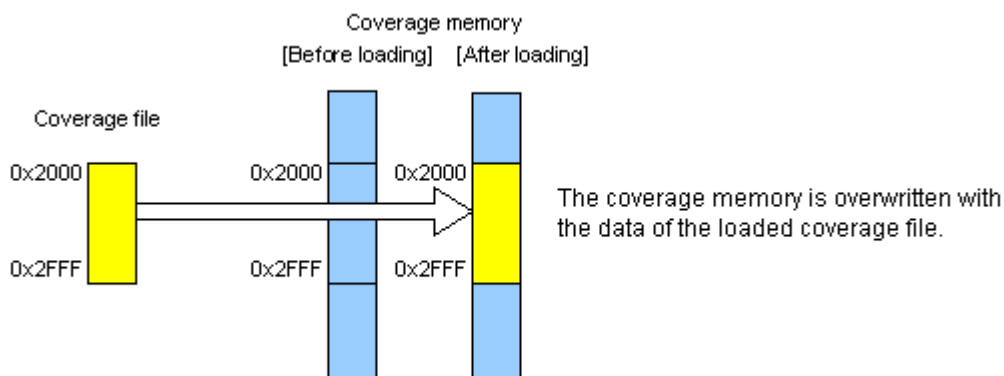 Coverage memory
[Before loading] [After loading]
Coverage file
0x2000 0x2000 0x2000
The coverage memory is overwritten with
the data of the loaded coverage file.
0x2FFF 0x2FFF 0x2FFF